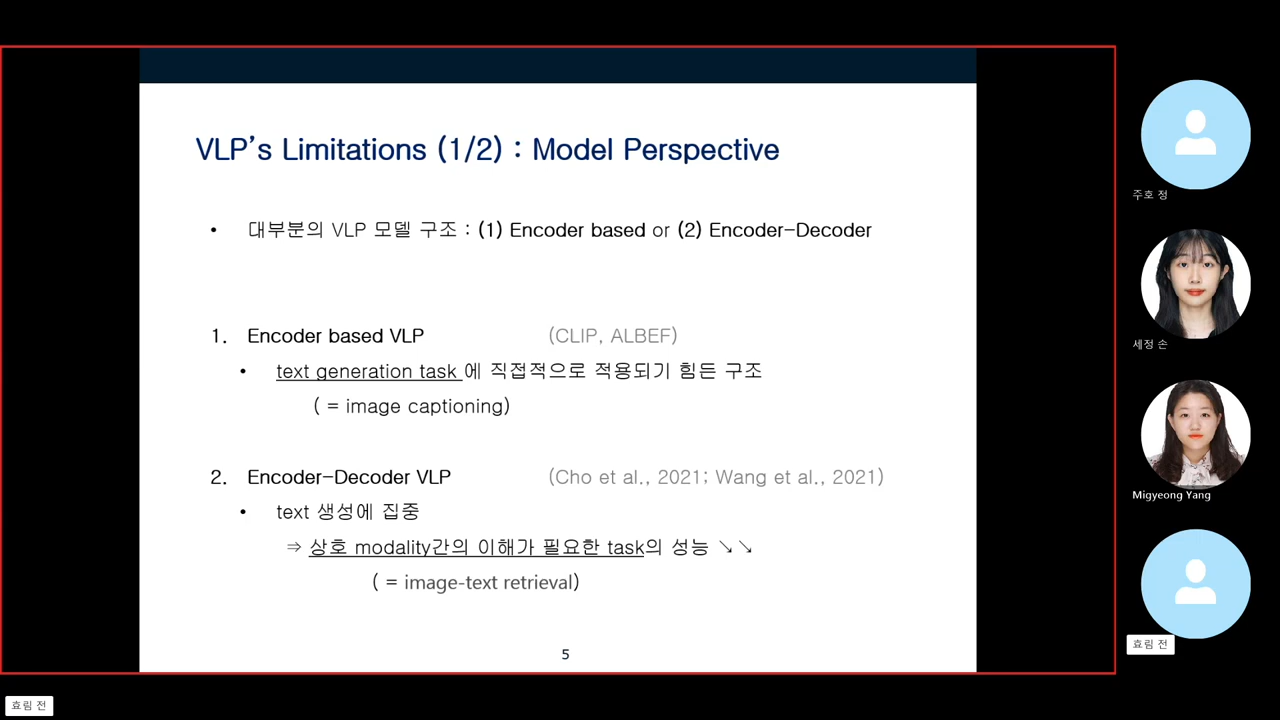 VLP's Limitations (1/2) : Model Perspective
• 대부분의 VLP 모델 구조 : (1) Encoder based or (2) Encoder-Decoder
1. Encoder based VLP (CLIP, ALBEF)
• text generation task 에 직접적으로 적용되기 힘든 구조
( = image captioning)
2. Encoder-Decoder VLP (Cho et al., 2021; Wang et al., 2021)
• text 생성에 집중
⇒ 상호 modality간의 이해가 필요한 task의 성능 ↘↘
( = image-text retrieval)
5
주호 정
세정 손
Migyeong Yang
효림 전
효림 전